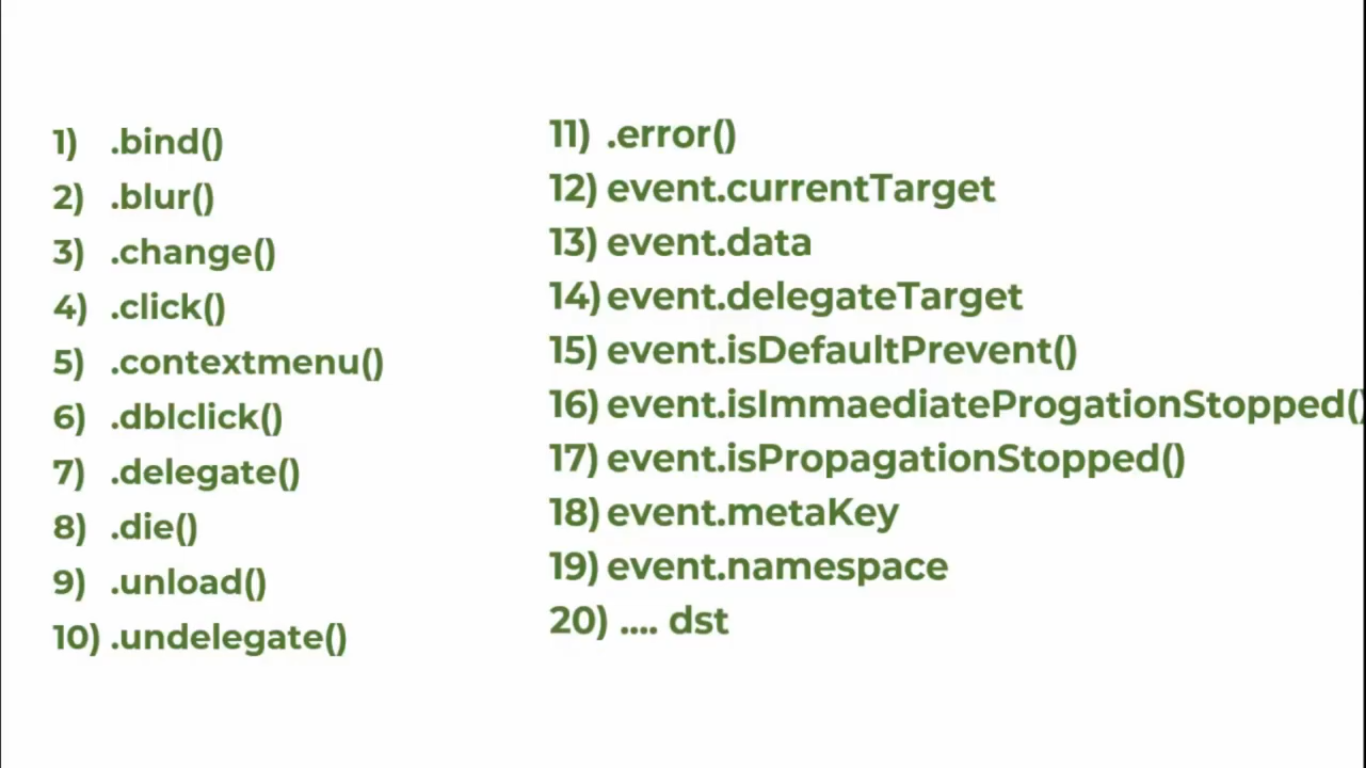 1) .bind()
2) .blur()
3) .change()
4) .click()
5) .contextmenu()
6) .dblclick()
7) .delegate()
8) .die()
9) .unload()
10) .undelegate()
11) .error()
12) event.currentTarget
13) event.data
14) event.delegateTarget
15) event.isDefaultPrevent()
16) event.isImmaediateProgationStopped()
17) event.isPropagationStopped()
18) event.metaKey
19) event.namespace
20) .... dst